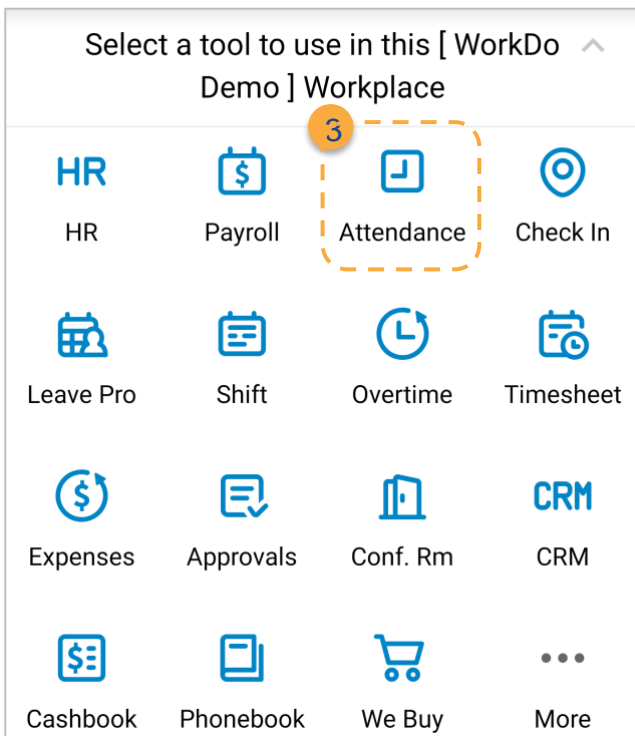 Select a tool to use in this [ WorkDo
Demo ] Workplace
3
HR
$
HR
Payroll
Attendance
Check In
Leave Pro
Shift
Overtime
Timesheet
$
CRM
Expenses
Approvals
Conf. Rm
CRM
$
Cashbook
Phonebook
We Buy
More